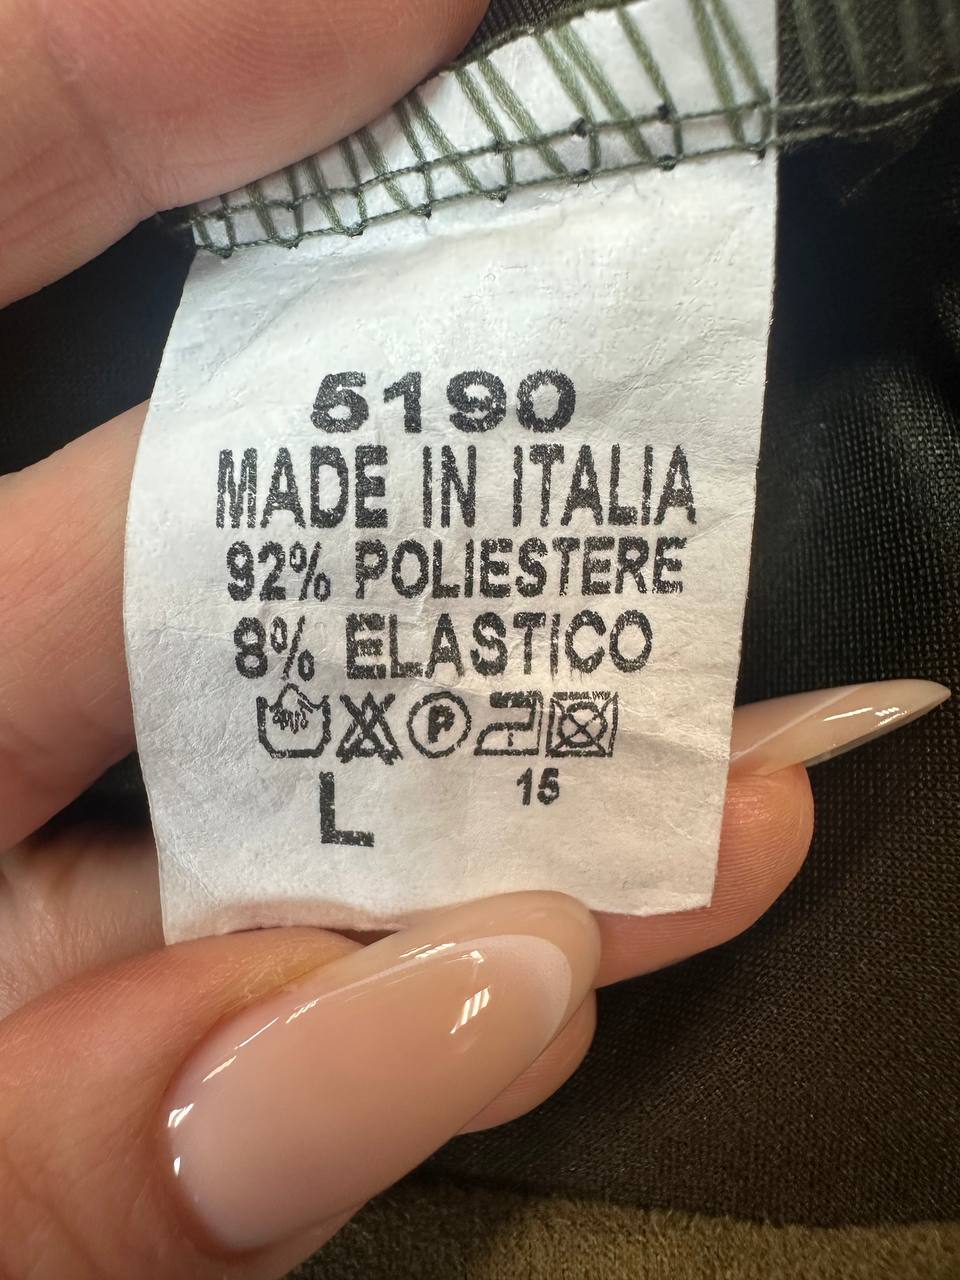 5190
MADE IN ITALIA
92% POLIESTERE
8% ELASTICO
P
L 15